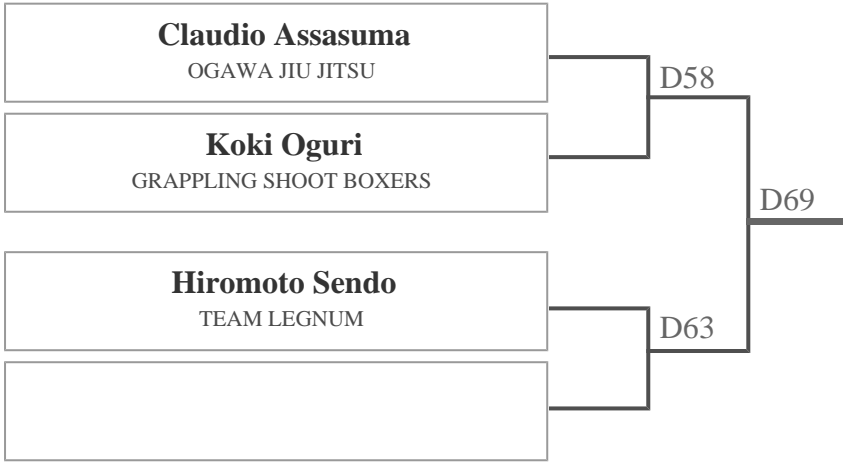 Claudio Assasuma
OGAWA JIU JITSU
D58
Koki Oguri
GRAPPLING SHOOT BOXERS
D69
Hiromoto Sendo
TEAM LEGNUM
D63